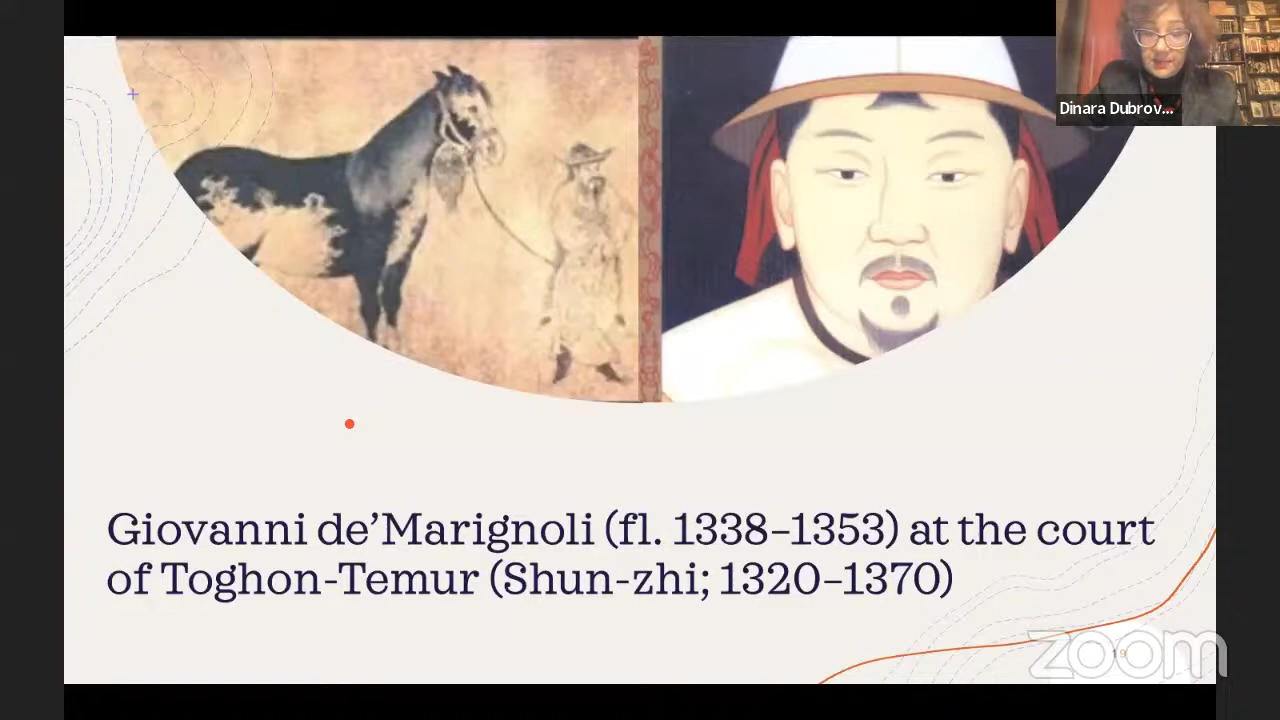 Dinara Dubrov...
Giovanni de’Marignoli (fl. 1338–1353) at the court
of Toghon-Temur (Shun-zhi; 1320–1370)
19
zoom